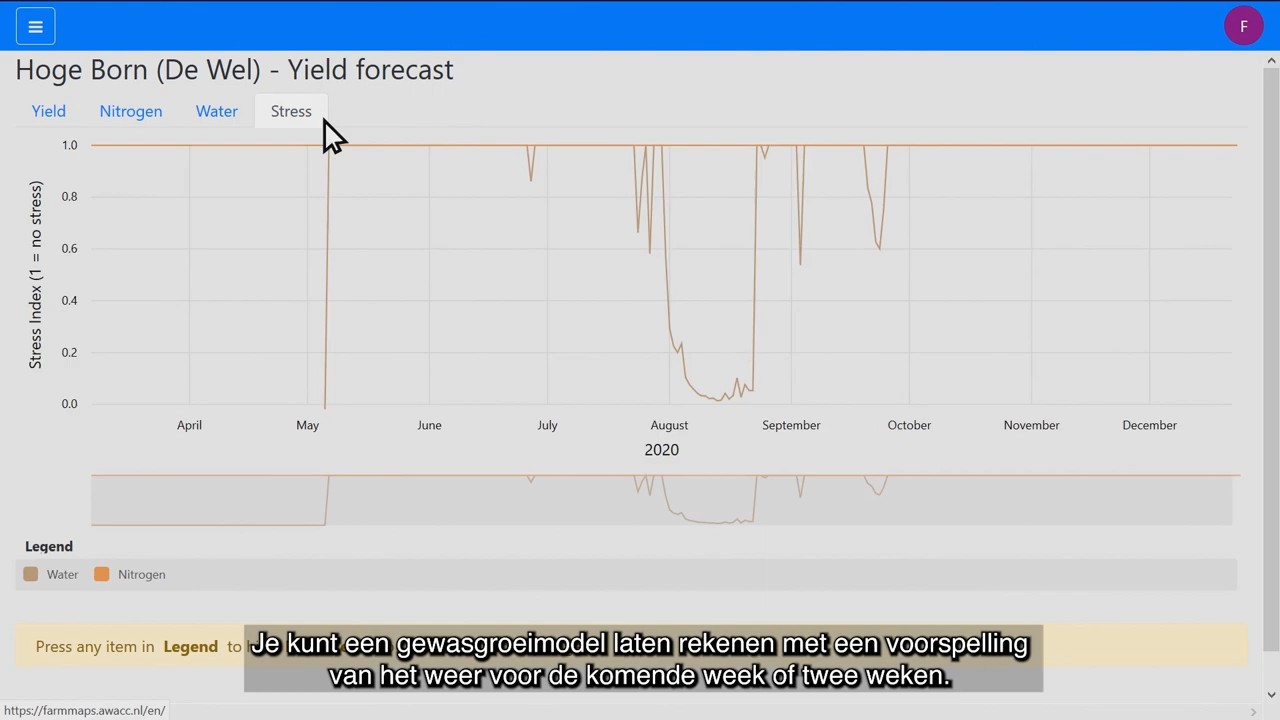 F
Hoge Born (De Wel) - Yield forecast
Yield Nitrogen Water Stress
Stress Index (1 = no stress)
1.0
0.8
0.6
0.4
0.2
0.0
April May June July August September October November December
2020
Legend
Water Nitrogen
Press any item in Legend to
Je kunt een gewasgroeimodel laten rekenen met een voorspelling
van het weer voor de komende week of twee weken.
https://farmmaps.awacc.nl/en/